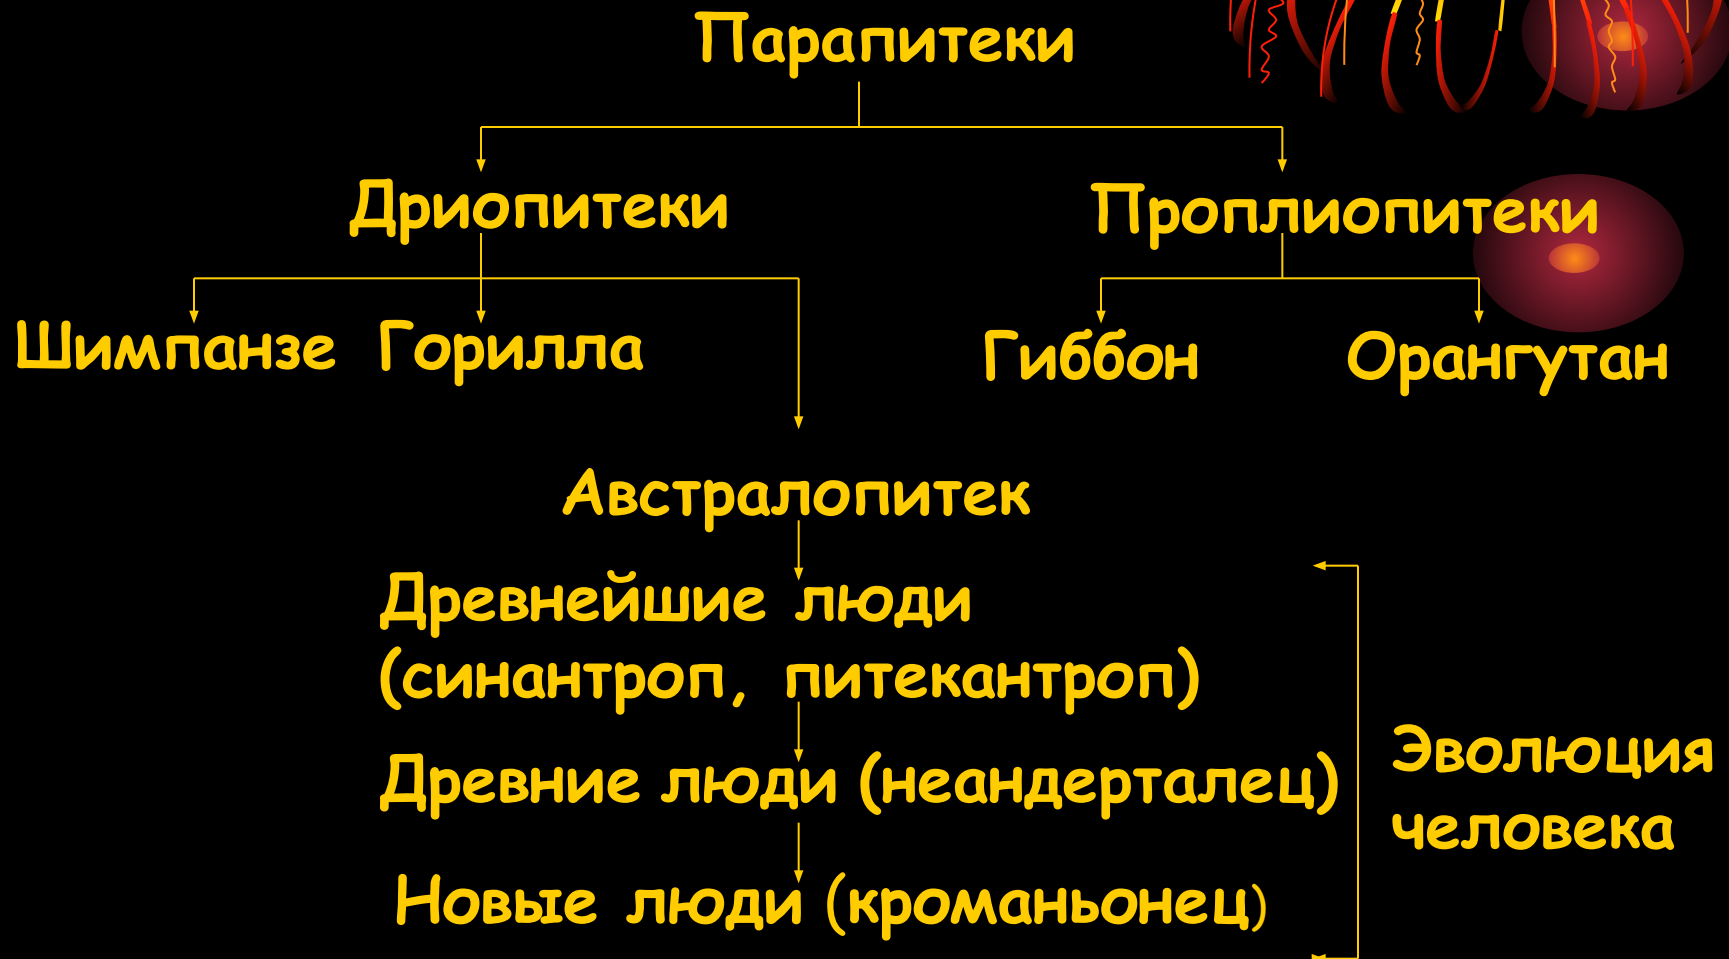 Парапитеки
Дриопитеки
Проплиопитеки
Шимпанзе
Горилла
Гиббон
Орангутан
Австралопитек
Древнейшие люди
(синантроп, питекантроп)
Древние люди (неандерталец)
Новые люди (кроманьонец)
Эволюция
человека